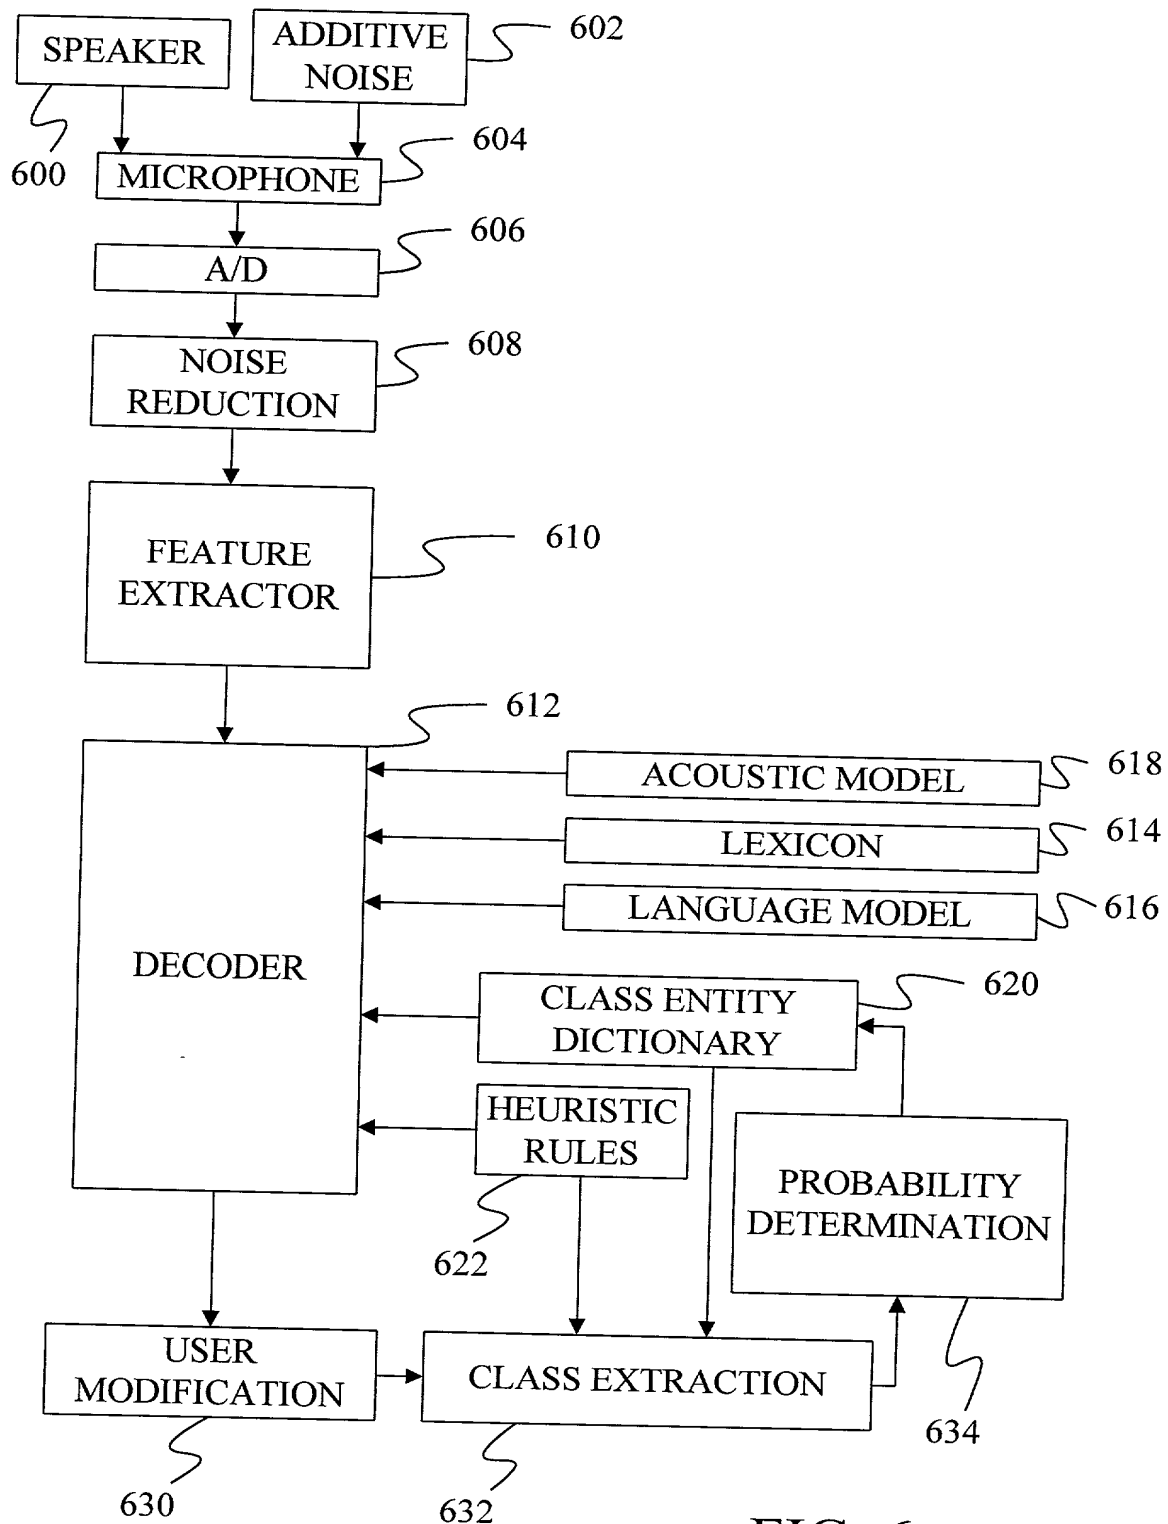 SPEAKER
ADDITIVE
NOISE
602
600
604
MICROPHONE
606
A/D
608
NOISE
REDUCTION
610
FEATURE
EXTRACTOR
612
618
ACOUSTIC MODEL
614
LEXICON
616
LANGUAGE MODEL
DECODER
620
CLASS ENTITY
DICTIONARY
HEURISTIC
RULES
622
PROBABILITY
DETERMINATION
634
USER
MODIFICATION
630
CLASS EXTRACTION
632
FIG. 6